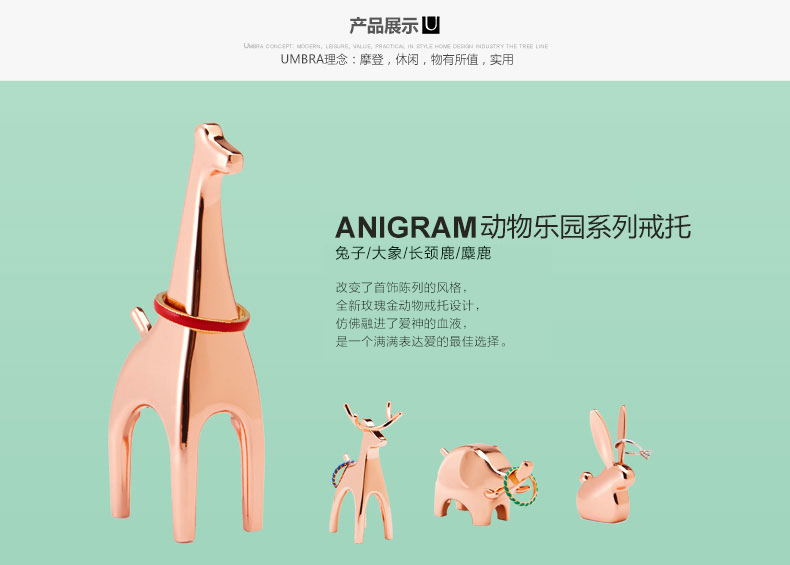 产品展示 U
UMBRA CONCEPT: MODERN, LEISURE, VALUE, PRACTICAL IN STYLE HOME DESIGN INDUSTRY THE TREE LINE
UMBRA理念：摩登，休闲，物有所值，实用
ANIGRAM动物乐园系列戒托
兔子/大象/长颈鹿/麋鹿
改变了首饰陈列的风格，
全新玫瑰金动物戒托设计，
仿佛融进了爱神的血液，
是一个满满表达爱的最佳选择。